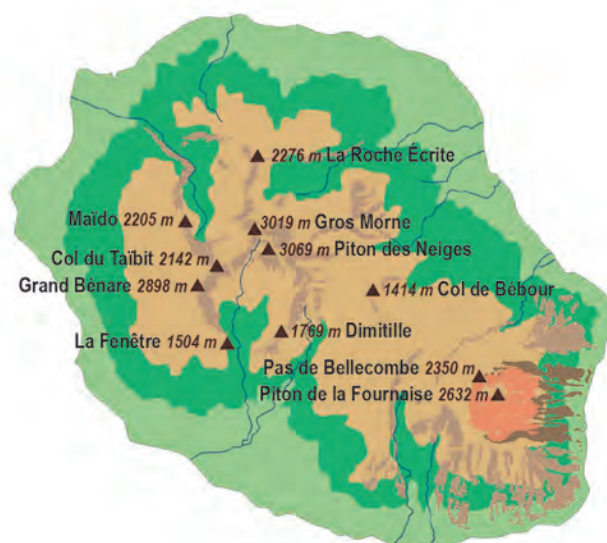 2276 m La Roche Écrite
Maïdo 2205 m
3019 m Gros Morne
3069 m Piton des Neiges
Col du Taïbit 2142 m
Grand Bénare 2898 m
1414 m Col de Bébour
La Fenêtre 1504 m
1769 m Dimitille
Pas de Bellecombe 2350 m
Piton de la Fournaise 2632 m